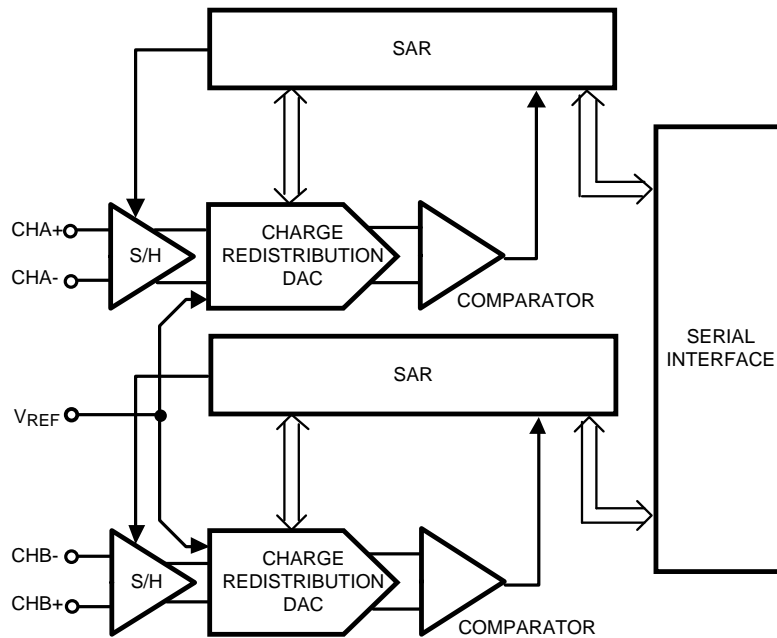 SAR
CHA+
CHA-
S/H
CHARGE
REDISTRIBUTION
DAC
COMPARATOR
SERIAL
INTERFACE
SAR
VREF
CHB-
CHB+
S/H
CHARGE
REDISTRIBUTION
DAC
COMPARATOR